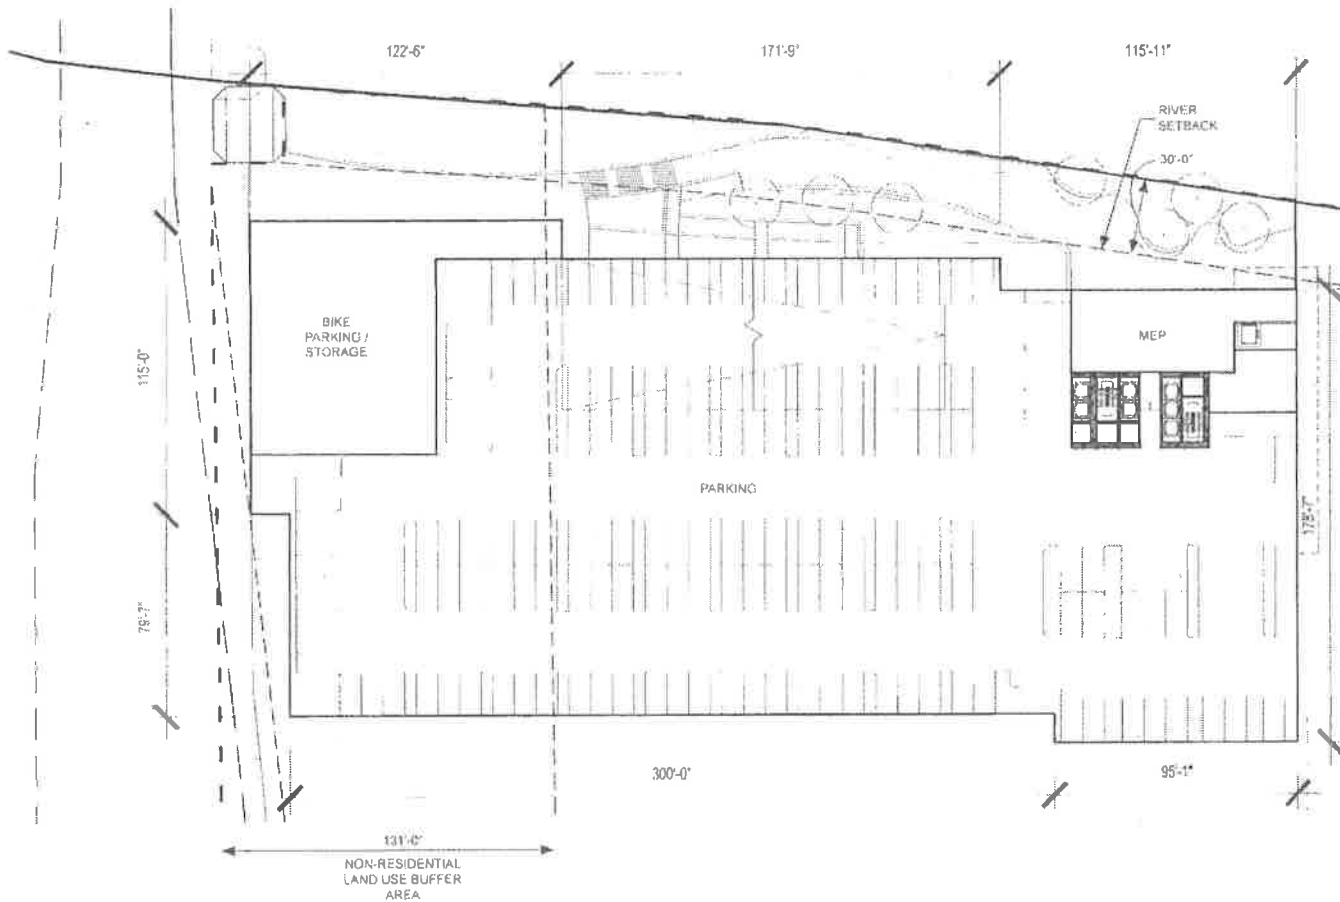 122'-6"
171'-9"
115'-11"
RIVER
SETBACK
30'-0"
BIKE
PARKING /
STORAGE
MEP
115'-0"
PARKING
178'-7"
79'-7"
300'-0"
95'-1"
131'-0"
NON-RESIDENTIAL
LAND USE BUFFER
AREA